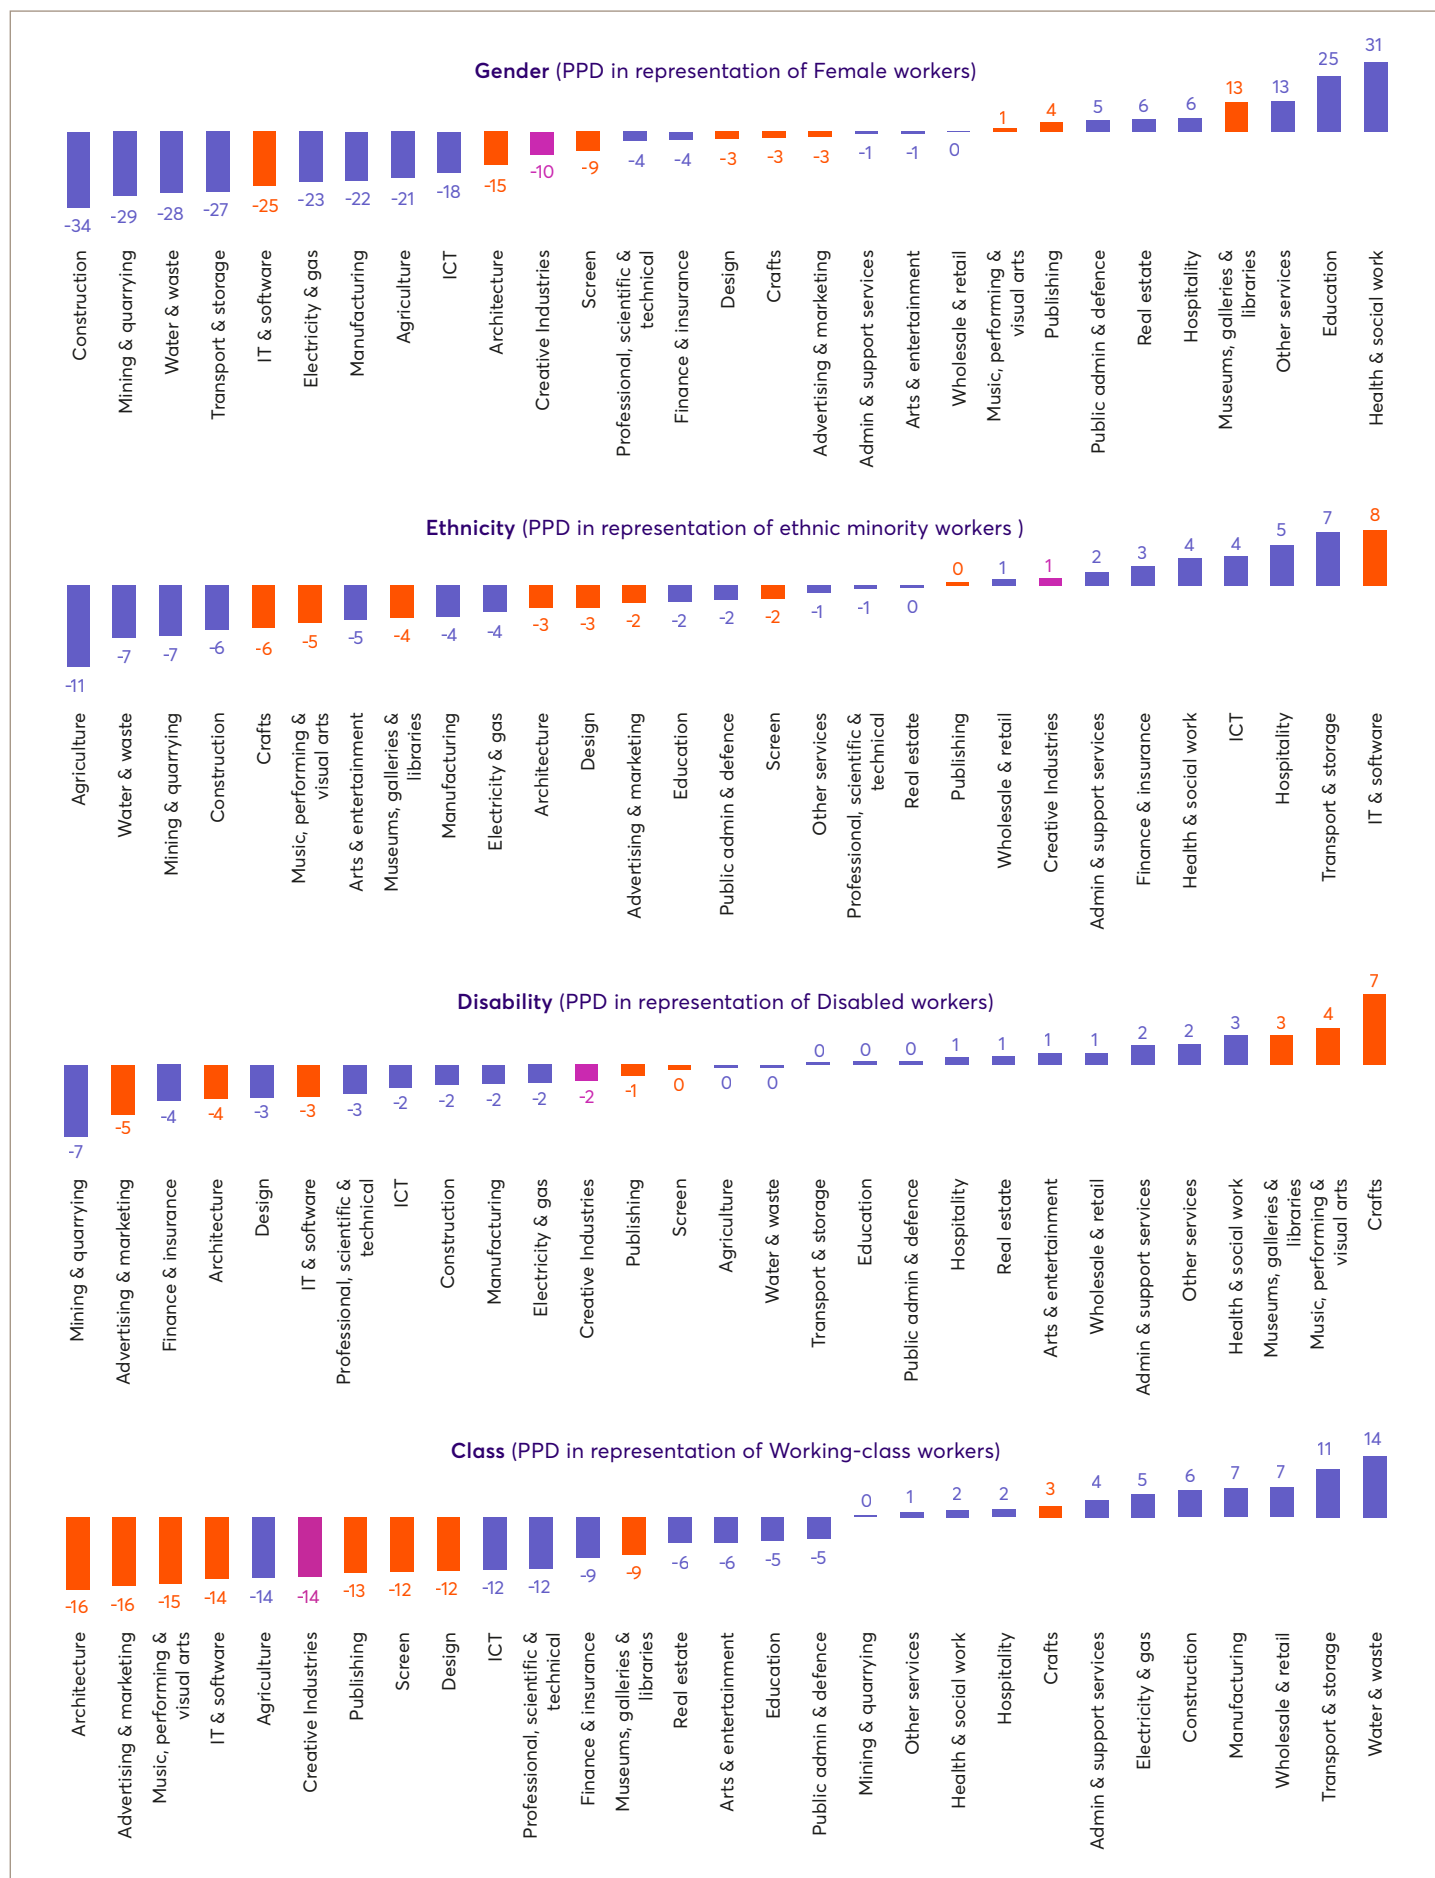 Gender (PPD in representation of Female workers)
-34
-29
-28
-27
-25
-23
-22
-21
-18
-15
-10
-9
-4
-4
-3
-3
-3
-1
-1
0
1
4
5
6
6
13
13
25
31
Construction
Mining & quarrying
Water & waste
Transport & storage
IT & software
Electricity & gas
Manufacturing
Agriculture
ICT
Architecture
Creative Industries
Screen
Professional, scientific &
technical
Finance & insurance
Design
Crafts
Advertising & marketing
Admin & support services
Arts & entertainment
Wholesale & retail
Music, performing &
visual arts
Publishing
Public admin & defence
Real estate
Hospitality
Museums, galleries &
libraries
Other services
Education
Health & social work
Ethnicity (PPD in representation of ethnic minority workers )
-11
-7
-7
-6
-6
-5
-5
-4
-4
-4
-3
-3
-2
-2
-2
-2
-1
-1
0
0
1
1
2
3
4
4
5
7
8
Agriculture
Water & waste
Mining & quarrying
Construction
Crafts
Music, performing &
visual arts
Arts & entertainment
Museums, galleries &
libraries
Manufacturing
Electricity & gas
Architecture
Design
Advertising & marketing
Education
Public admin & defence
Screen
Other services
Professional, scientific &
technical
Real estate
Publishing
Wholesale & retail
Creative Industries
Admin & support services
Finance & insurance
Health & social work
ICT
Hospitality
Transport & storage
IT & software
Disability (PPD in representation of Disabled workers)
-7
-5
-4
-4
-3
-3
-3
-2
-2
-2
-2
-2
-1
0
0
0
0
0
0
1
1
1
1
2
2
3
3
4
7
Mining & quarrying
Advertising & marketing
Finance & insurance
Architecture
Design
IT & software
Professional, scientific &
technical
ICT
Construction
Manufacturing
Electricity & gas
Creative Industries
Publishing
Screen
Agriculture
Water & waste
Transport & storage
Education
Public admin & defence
Hospitality
Real estate
Arts & entertainment
Wholesale & retail
Admin & support services
Other services
Health & social work
Museums, galleries &
libraries
Music, performing &
visual arts
Crafts
Class (PPD in representation of Working-class workers)
-16
-16
-15
-14
-14
-14
-13
-12
-12
-12
-12
-9
-9
-6
-6
-5
-5
0
1
2
2
3
4
5
6
7
7
11
14
Architecture
Advertising & marketing
Music, performing &
visual arts
IT & software
Agriculture
Creative Industries
Publishing
Screen
Design
ICT
Professional, scientific &
technical
Finance & insurance
Museums, galleries &
libraries
Real estate
Arts & entertainment
Education
Public admin & defence
Mining & quarrying
Other services
Health & social work
Hospitality
Crafts
Admin & support services
Electricity & gas
Construction
Manufacturing
Wholesale & retail
Transport & storage
Water & waste